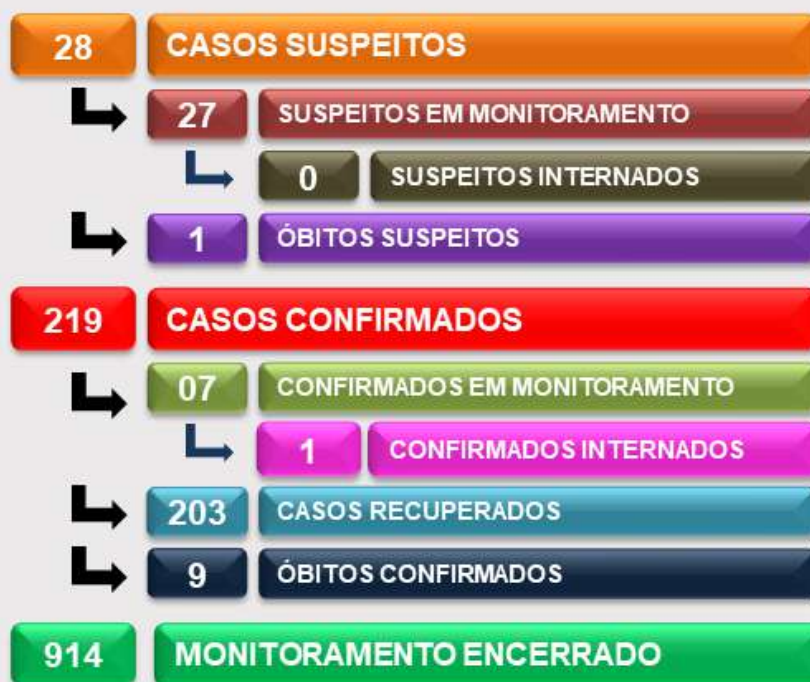 28 CASOS SUSPEITOS
27 SUSPEITOS EM MONITORAMENTO
0 SUSPEITOS INTERNADOS
1 ÓBITOS SUSPEITOS
219 CASOS CONFIRMADOS
07 CONFIRMADOS EM MONITORAMENTO
1 CONFIRMADOS INTERNADOS
203 CASOS RECUPERADOS
9 ÓBITOS CONFIRMADOS
914 MONITORAMENTO ENCERRADO